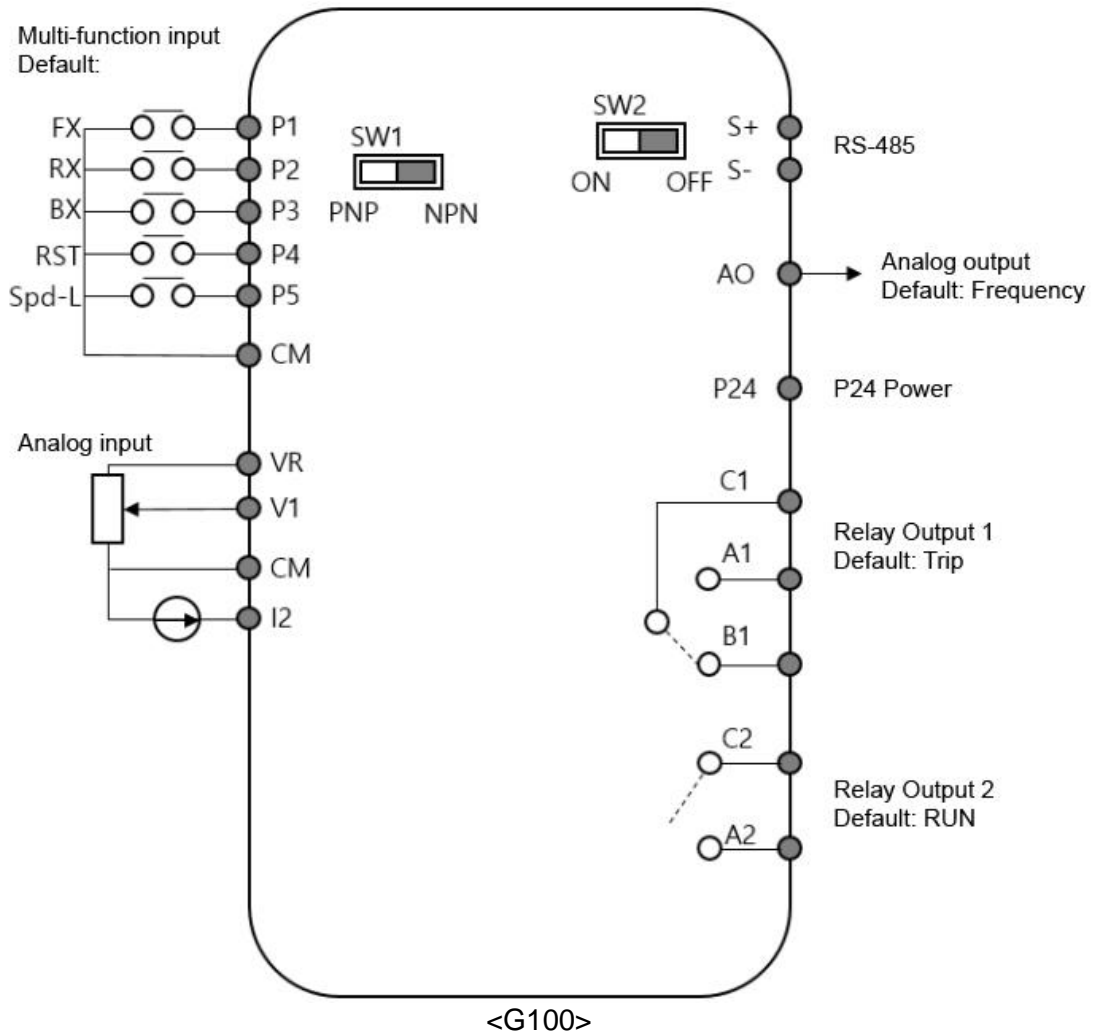 Multi-function input
Default:
FX
P1
RX
P2
BX
P3
RST
P4
Spd-L
P5
CM
SW1
PNP
NPN
SW2
ON
OFF
S+
S-
RS-485
AO
Analog output
Default: Frequency
P24
P24 Power
Analog input
VR
V1
CM
I2
C1
A1
B1
Relay Output 1
Default: Trip
C2
A2
Relay Output 2
Default: RUN
<G100>